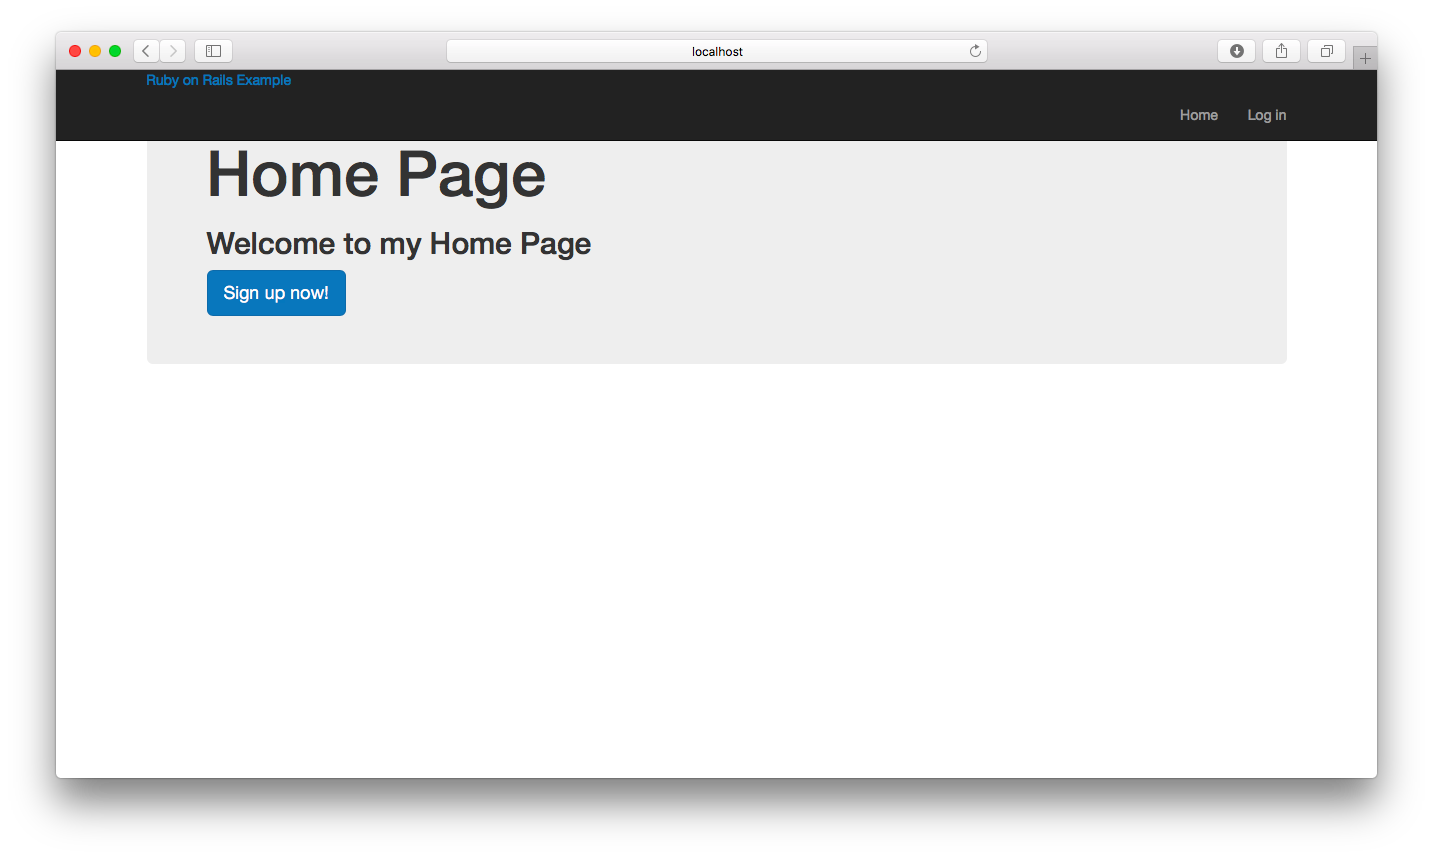 localhost
Ruby on Rails Example
Home Log in
Home Page
Welcome to my Home Page
Sign up now!